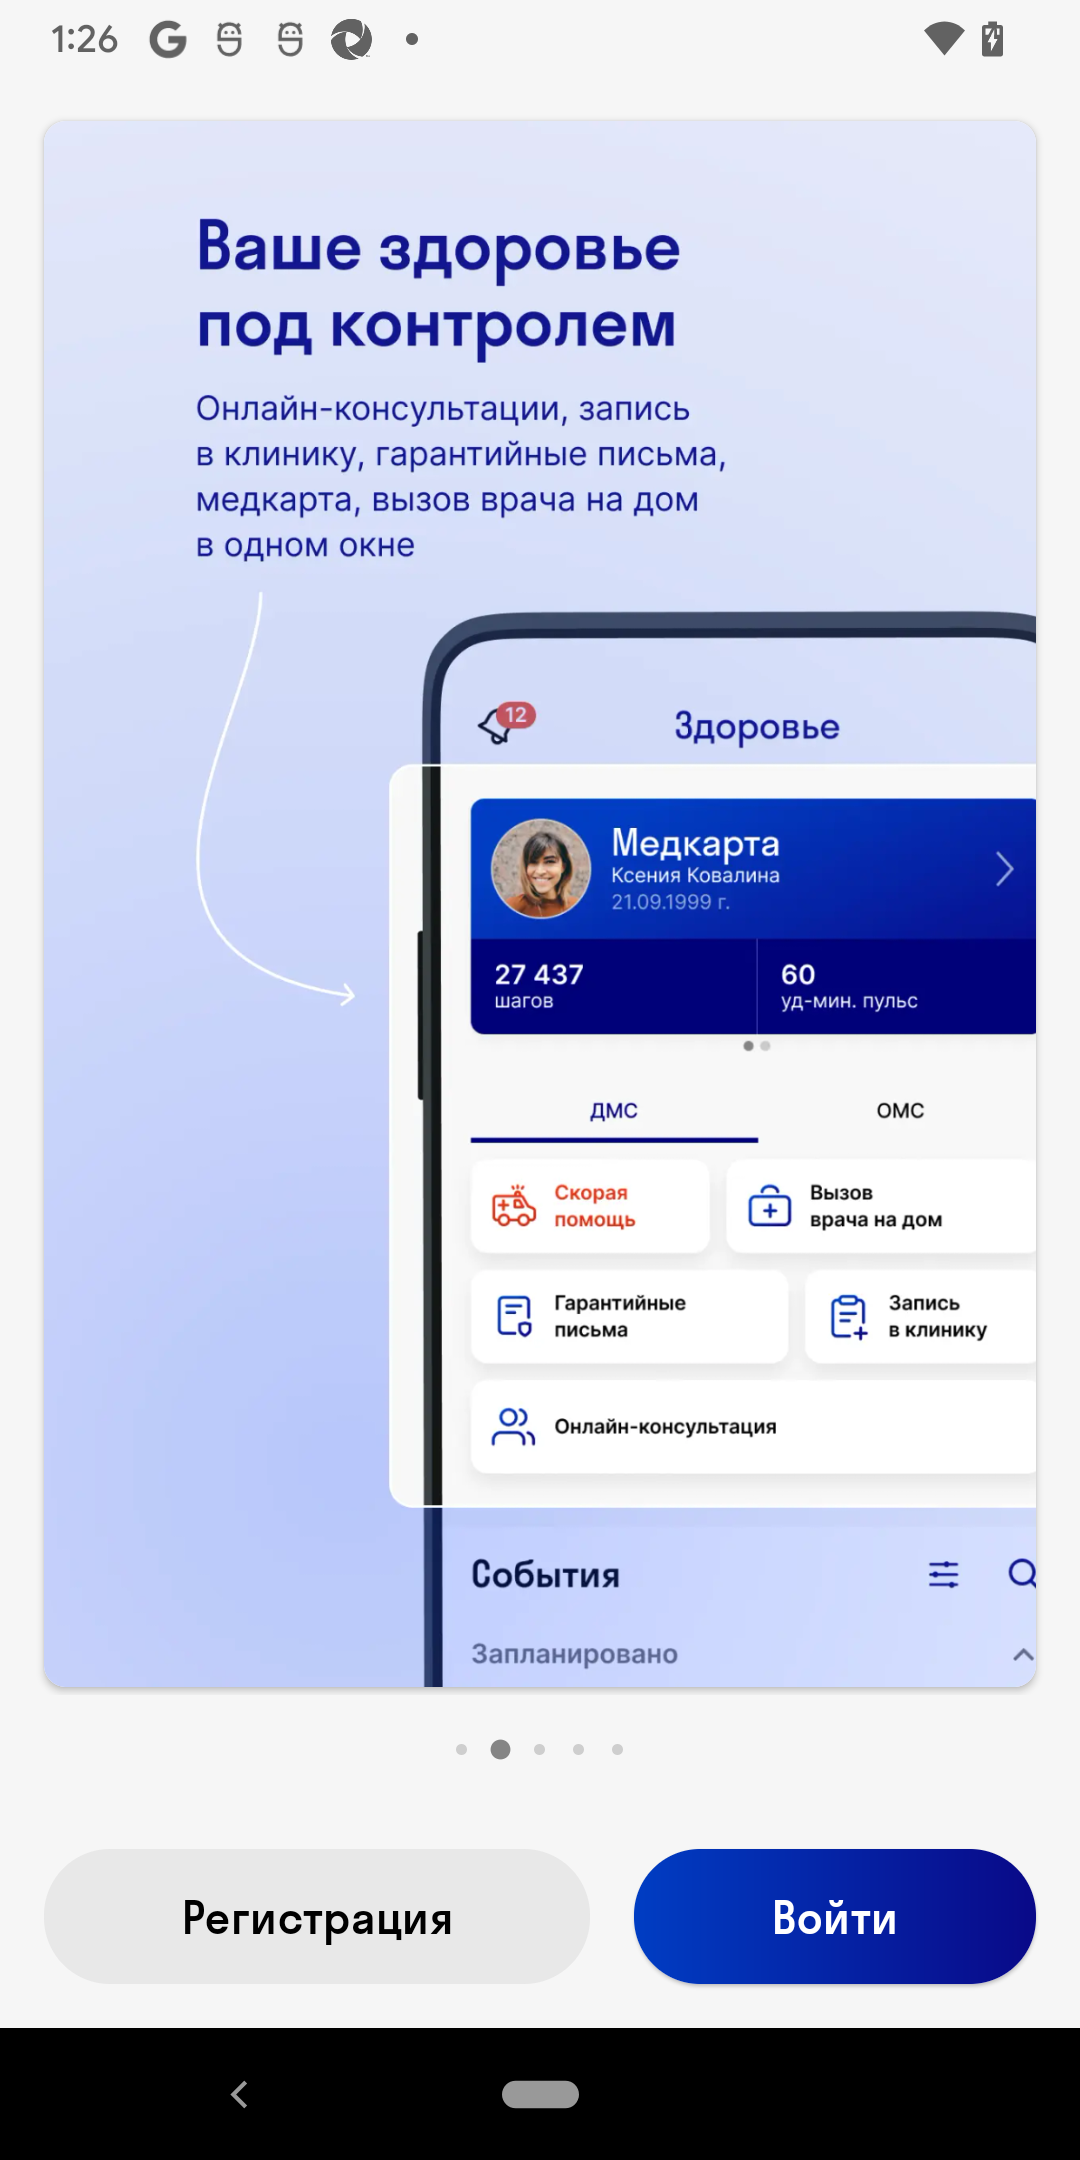 1:26
Ваше здоровье
под контролем
Онлайн-консультации, запись
в клинику, гарантийные письма,
медкарта, вызов врача на дом
в одном окне
12
Здоровье
Медкарта
Ксения Ковалина
21.09.1999 г.
27 437
60
шагов
уд-мин. пульс
ДМС
ОМС
Скорая
помощь
Вызов
врача на дом
Гарантийные
письма
Запись
в клинику
Онлайн-консультация
События
Запланировано
Регистрация
Войти